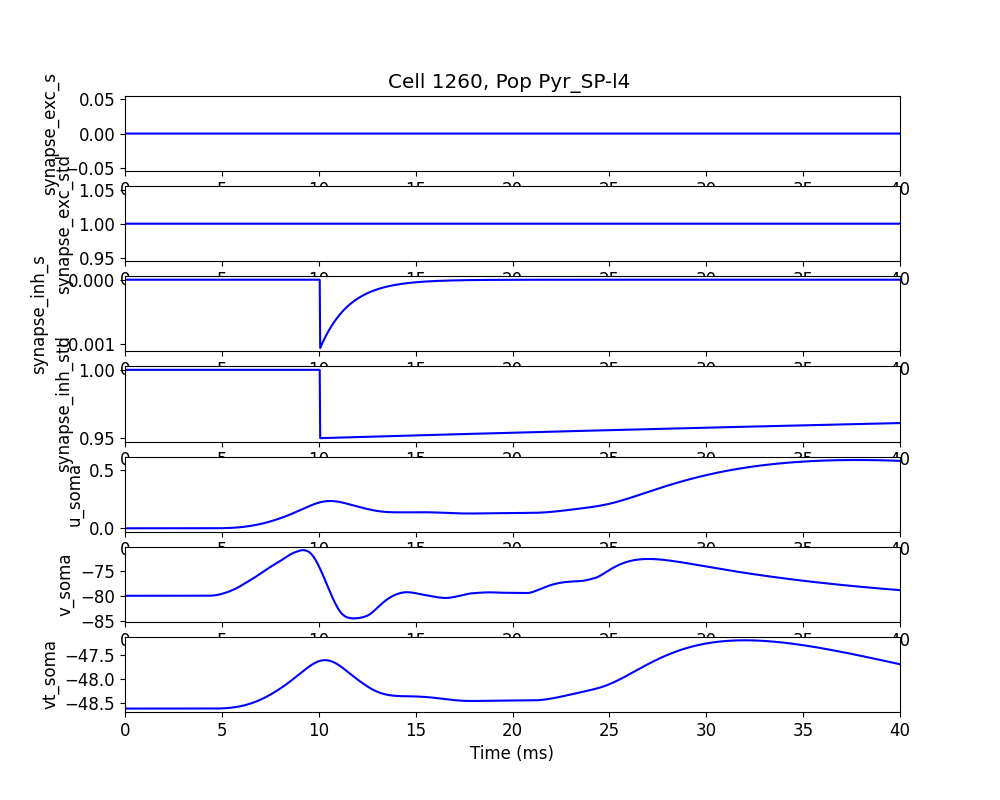 Cell 1260, Pop Pyr_SP-l4
synapse_exc_s
0.05
0.00
−0.05
synapse_exc_std
1.05
1.00
0.95
synapse_inh_s
0.000
0.001
synapse_inh_std
1.00
0.95
u_soma
0.5
0.0
v_soma
−75
−80
−85
vt_soma
−47.5
−48.0
−48.5
0 5 10 15 20 25 30 35 40
Time (ms)